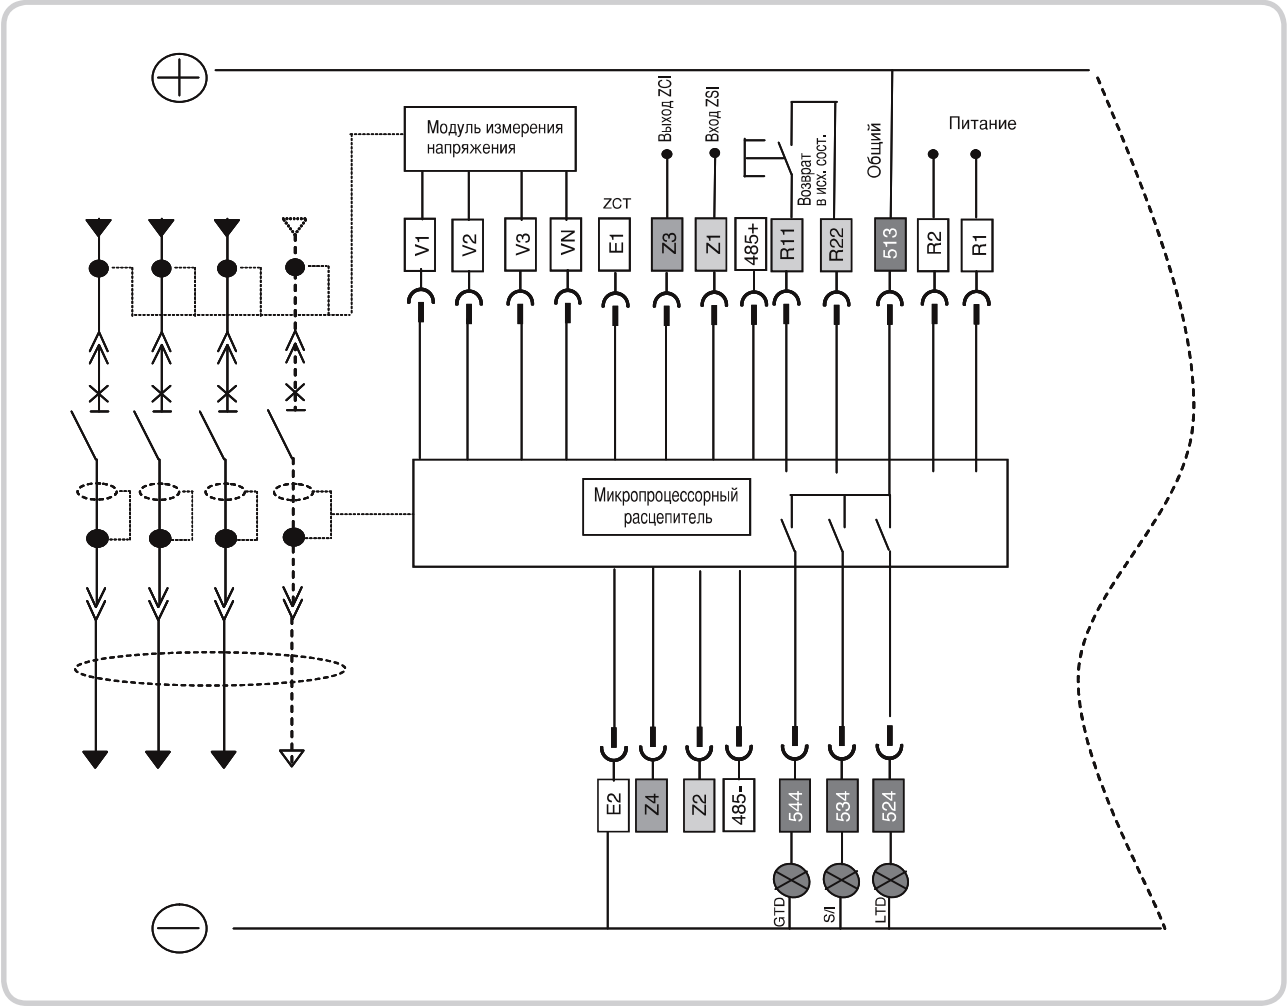 Выход ZCI
Вход ZSI
Модуль измерения
напряжения
Возврат
в исх. сост.
Общий
Питание
ZCT
V1
V2
V3
VN
E1
Z3
Z1
485+
R11
R22
513
R2
R1
Микропроцессорный
расцепитель
E2
Z4
Z2
485-
544
534
524
GTD
S/I
LTD